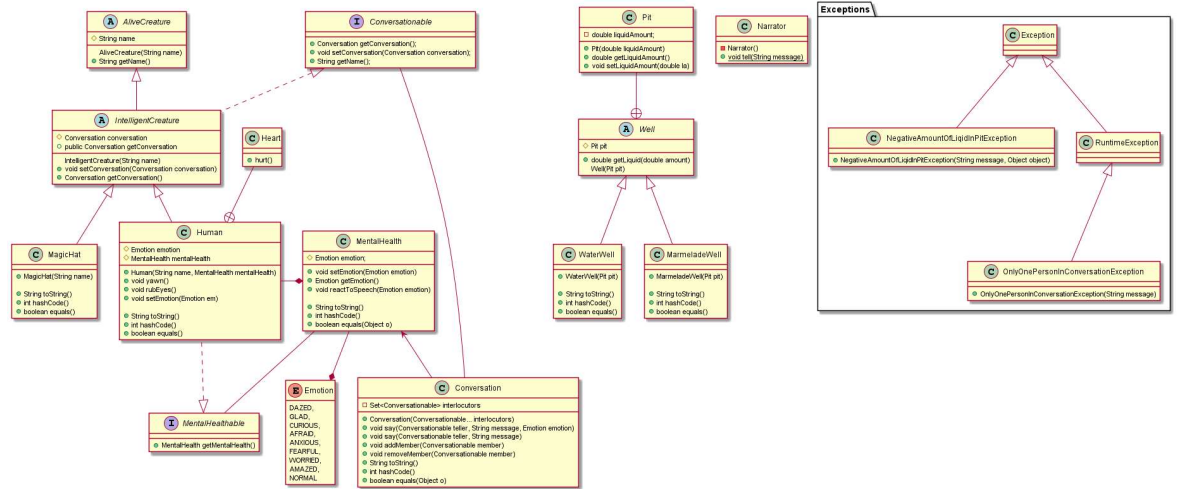 A AliveCreature
String name
AliveCreature(String name)
String getName()
I Conversationable
Conversation getConversation();
void setConversation(Conversation conversation);
String getName();
C Pit
double liquidAmount;
Pit(double liquidAmount)
double getLiquidAmount()
void setLiquidAmount(double la)
C Narrator
Narrator()
void tell(String message)
Exceptions
C Exception
A IntelligentCreature
Conversation conversation
public Conversation getConversation
IntelligentCreature(String name)
void setConversation(Conversation conversation)
Conversation getConversation()
C Heart
hurt()
A Well
Pit pit
double getLiquid(double amount)
Well(Pit pit)
C NegativeAmountOfLiqidInPitException
NegativeAmountOfLiqidInPitException(String message, Object object)
C RuntimeException
C MagicHat
MagicHat(String name)
String toString()
int hashCode()
boolean equals()
C Human
Emotion emotion
MentalHealth mentalHealth
Human(String name, MentalHealth mentalHealth)
void yawn()
void rubEyes()
void setEmotion(Emotion em)
String toString()
int hashCode()
boolean equals()
C MentalHealth
Emotion emotion;
void setEmotion(Emotion emotion)
Emotion getEmotion()
void reactToSpeech(Emotion emotion)
String toString()
int hashCode()
boolean equals(Object o)
C WaterWell
WaterWell(Pit pit)
String toString()
int hashCode()
boolean equals()
C MarmeladeWell
MarmeladeWell(Pit pit)
String toString()
int hashCode()
boolean equals()
C OnlyOnePersonInConversationException
OnlyOnePersonInConversationException(String message)
I MentalHealthable
MentalHealth getMentalHealth()
E Emotion
DAZED,
GLAD,
CURIOUS,
AFRAID,
ANXIOUS,
FEARFUL,
WORRIED,
AMAZED,
NORMAL
C Conversation
Set<Conversationable> interlocutors
Conversation(Conversationable... interlocutors)
void say(Conversationable teller, String message, Emotion emotion)
void say(Conversationable teller, String message)
void addMember(Conversationable member)
void removeMember(Conversationable member)
String toString()
int hashCode()
boolean equals(Object o)